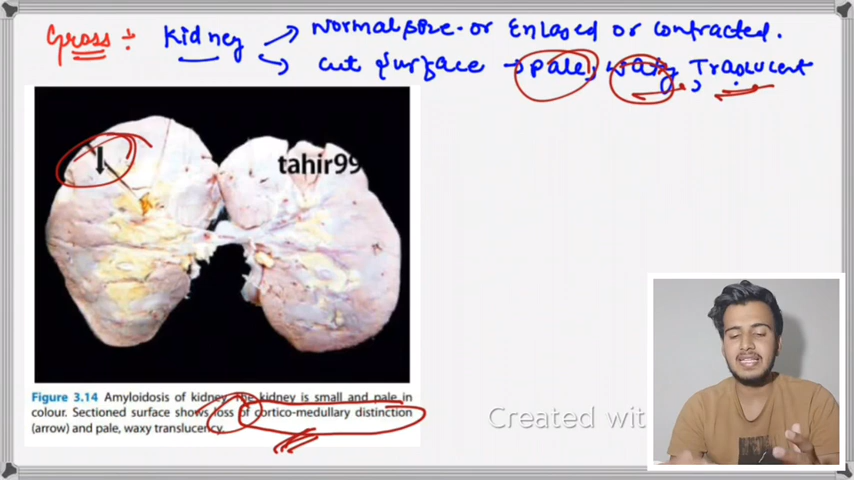 Gross :- Kidney → Normal size or Enlased or Contracted.
→ Cut Surface → Pale, Waxy, Traslucent
tahir99
Figure 3.14 Amyloidosis of kidney. The kidney is small and pale in
colour. Sectioned surface shows loss of cortico-medullary distinction
(arrow) and pale, waxy translucency.
Created wit